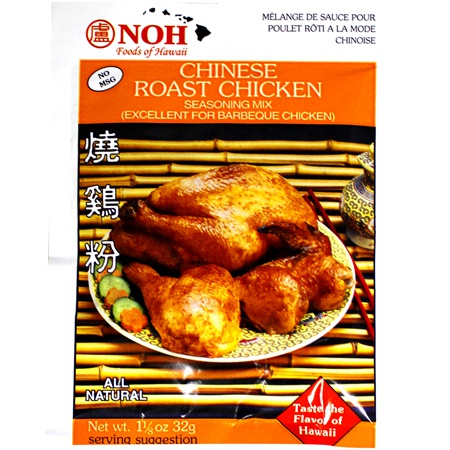 盧 NOH
Foods of Hawaii
MÉLANGE DE SAUCE POUR
POULET RÔTI A LA MODE
CHINOISE
NO
MSG
CHINESE
ROAST CHICKEN
SEASONING MIX
(EXCELLENT FOR BARBEQUE CHICKEN)
燒
鷄
粉
ALL
NATURAL
Taste the
Flavor of
Hawaii
Net wt. 1⅛ oz 32g
serving suggestion